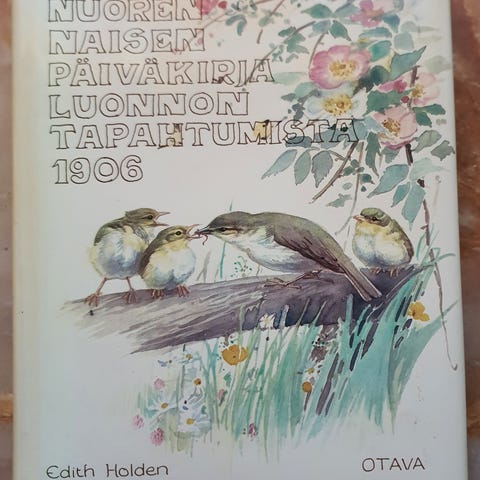 NUOREN
NAISEN
PÄIVÄKIRJA
LUONNON
TAPAHTUMISTA
1906
Edith Holden
OTAVA